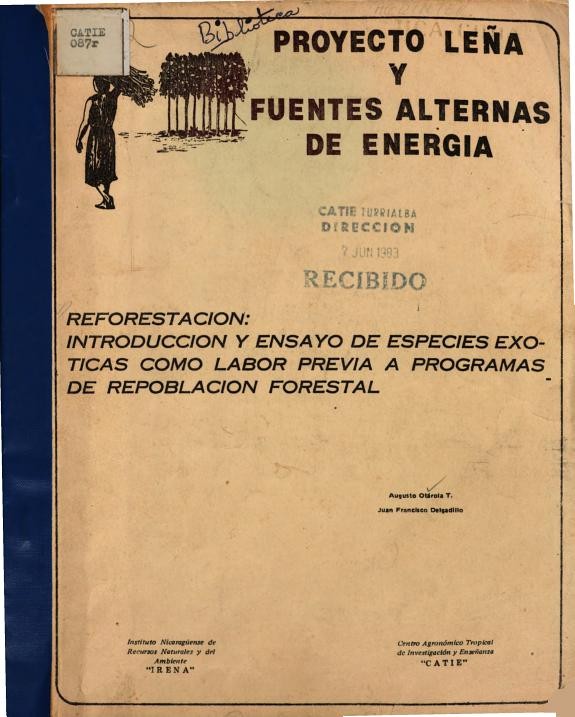 CATIE
087r
Biblioteca
PROYECTO LEÑA
Y
FUENTES ALTERNAS
DE ENERGIA
CATIE TURRIALBA
DIRECCION
7 JUN 1983
RECIBIDO
REFORESTACION:
INTRODUCCION Y ENSAYO DE ESPECIES EXO-
TICAS COMO LABOR PREVIA A PROGRAMAS
DE REPOBLACION FORESTAL
Augusto Otárola T.
Juan Francisco Delgadillo
Instituto Nicaragüense de
Recursos Naturales y del
Ambiente
"IRENA"
Centro Agronómico Tropical
de Investigación y Enseñanza
"CATIE"